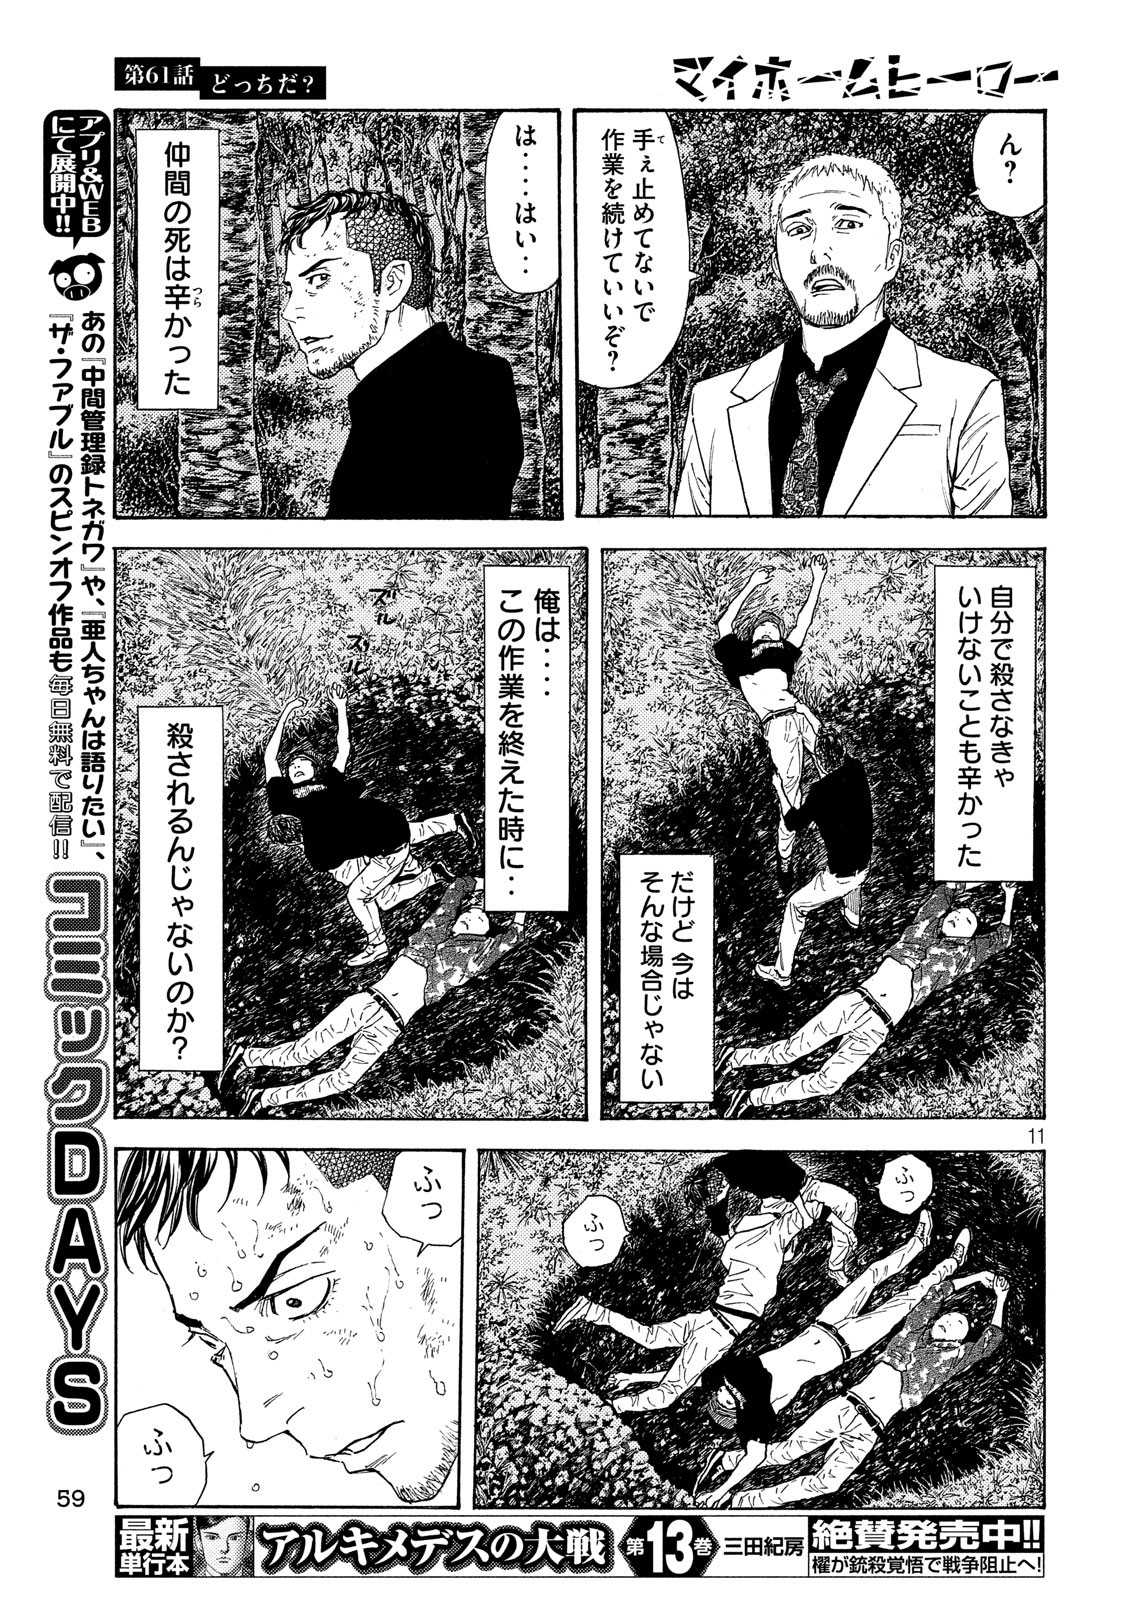 第61話
どっちだ?
マイホームヒーロー
ん?
手ぇ止めてないで
て
作業を続けていいぞ?
は‥‥はい‥
仲間の死は辛かった
つら
自分で殺さなきゃ
いけないことも辛かった
だけど 今は
そんな場合じゃない
俺は‥‥
この作業を終えた時に‥
ズル
ズル
殺されるんじゃないのか?
11
ふっ
ふっ
ふっ
ふっ
アプリ&WEB
にて展開中!!
あの『中間管理録トネガワ』や、『亜人ちゃんは語りたい』、
『ザ・ファブル』のスピンオフ作品も毎日無料で配信!!
コミックDAYS
59
最新
単行本
アルキメデスの大戦
第13巻
三田紀房
絶賛発売中!!
櫂が銃殺覚悟で戦争阻止へ!